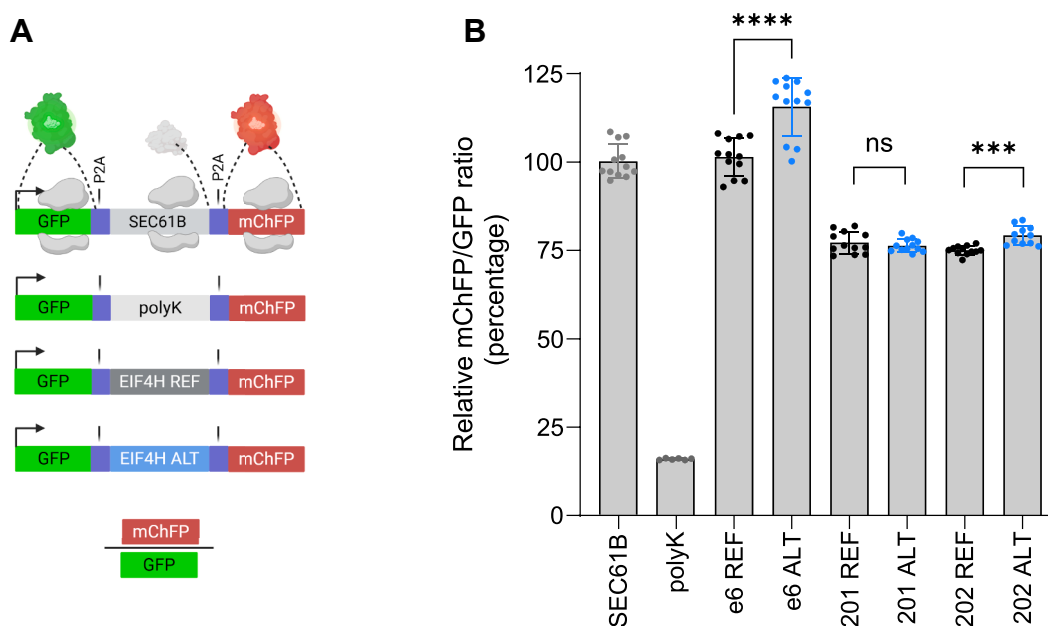 A
P2A
P2A
GFP
SEC61B
mChFP
GFP
polyK
mChFP
GFP
EIF4H REF
mChFP
GFP
EIF4H ALT
mChFP
mChFP
GFP
B
Relative mChFP/GFP ratio
(percentage)
125
100
75
50
25
0
****
ns
***
SEC61B
polyK
e6 REF
e6 ALT
201 REF
201 ALT
202 REF
202 ALT